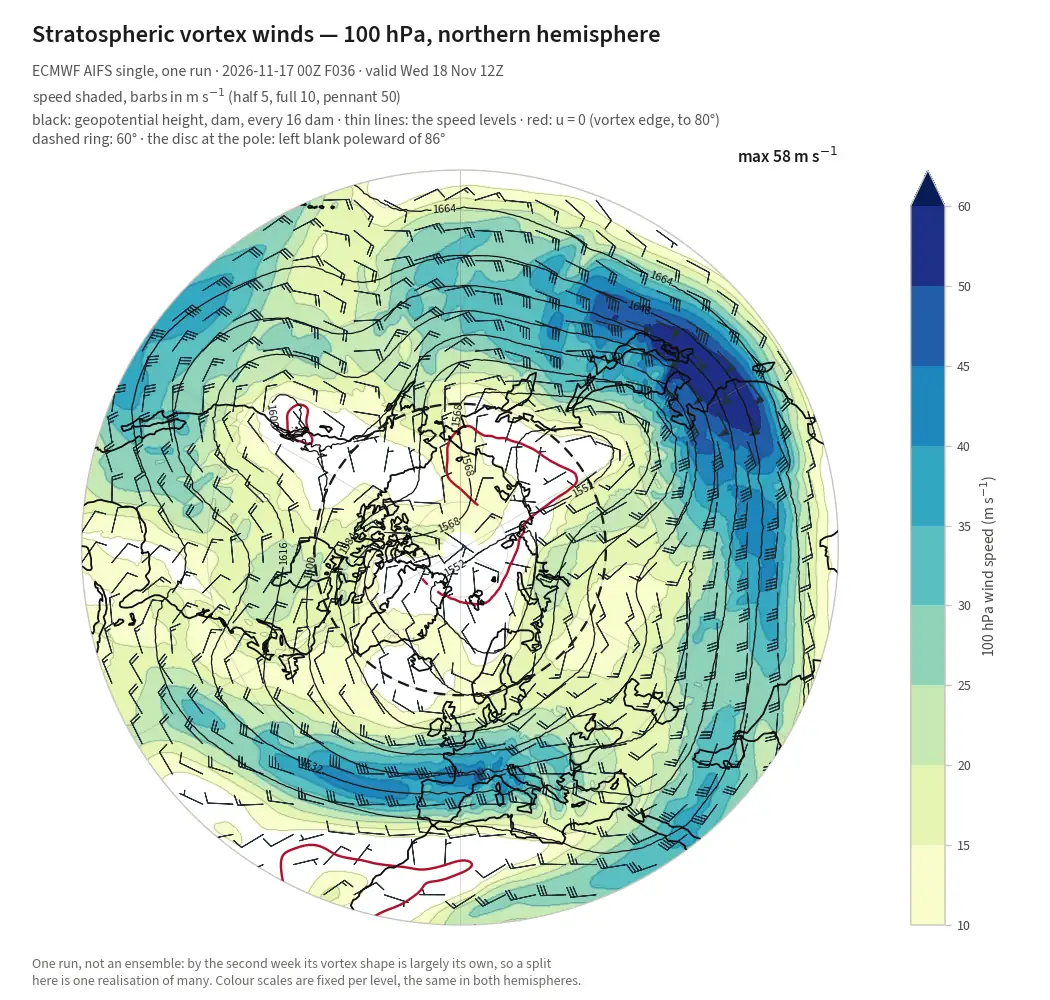 Stratospheric vortex winds — 100 hPa, northern hemisphere
ECMWF AIFS single, one run · 2026-11-17 00Z F036 · valid Wed 18 Nov 12Z
speed shaded, barbs in m s⁻¹ (half 5, full 10, pennant 50)
black: geopotential height, dam, every 16 dam · thin lines: the speed levels · red: u = 0 (vortex edge, to 80°)
dashed ring: 60° · the disc at the pole: left blank poleward of 86°
max 58 m s⁻¹
1664
1664
1568
1568
1568
1552
1616
60
50
45
40
35
30
25
20
15
10
100 hPa wind speed (m s⁻¹)
One run, not an ensemble: by the second week its vortex shape is largely its own, so a split
here is one realisation of many. Colour scales are fixed per level, the same in both hemispheres.